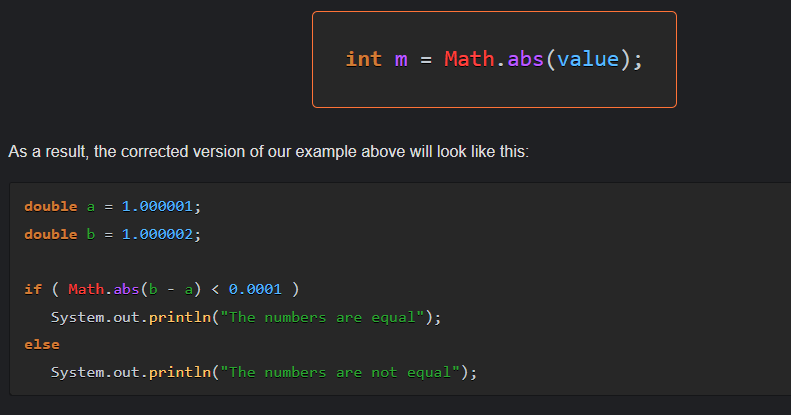 int m = Math.abs(value);
As a result, the corrected version of our example above will look like this:
double a = 1.000001;
double b = 1.000002;
if ( Math.abs(b - a) < 0.0001 )
   System.out.println("The numbers are equal");
else
   System.out.println("The numbers are not equal");